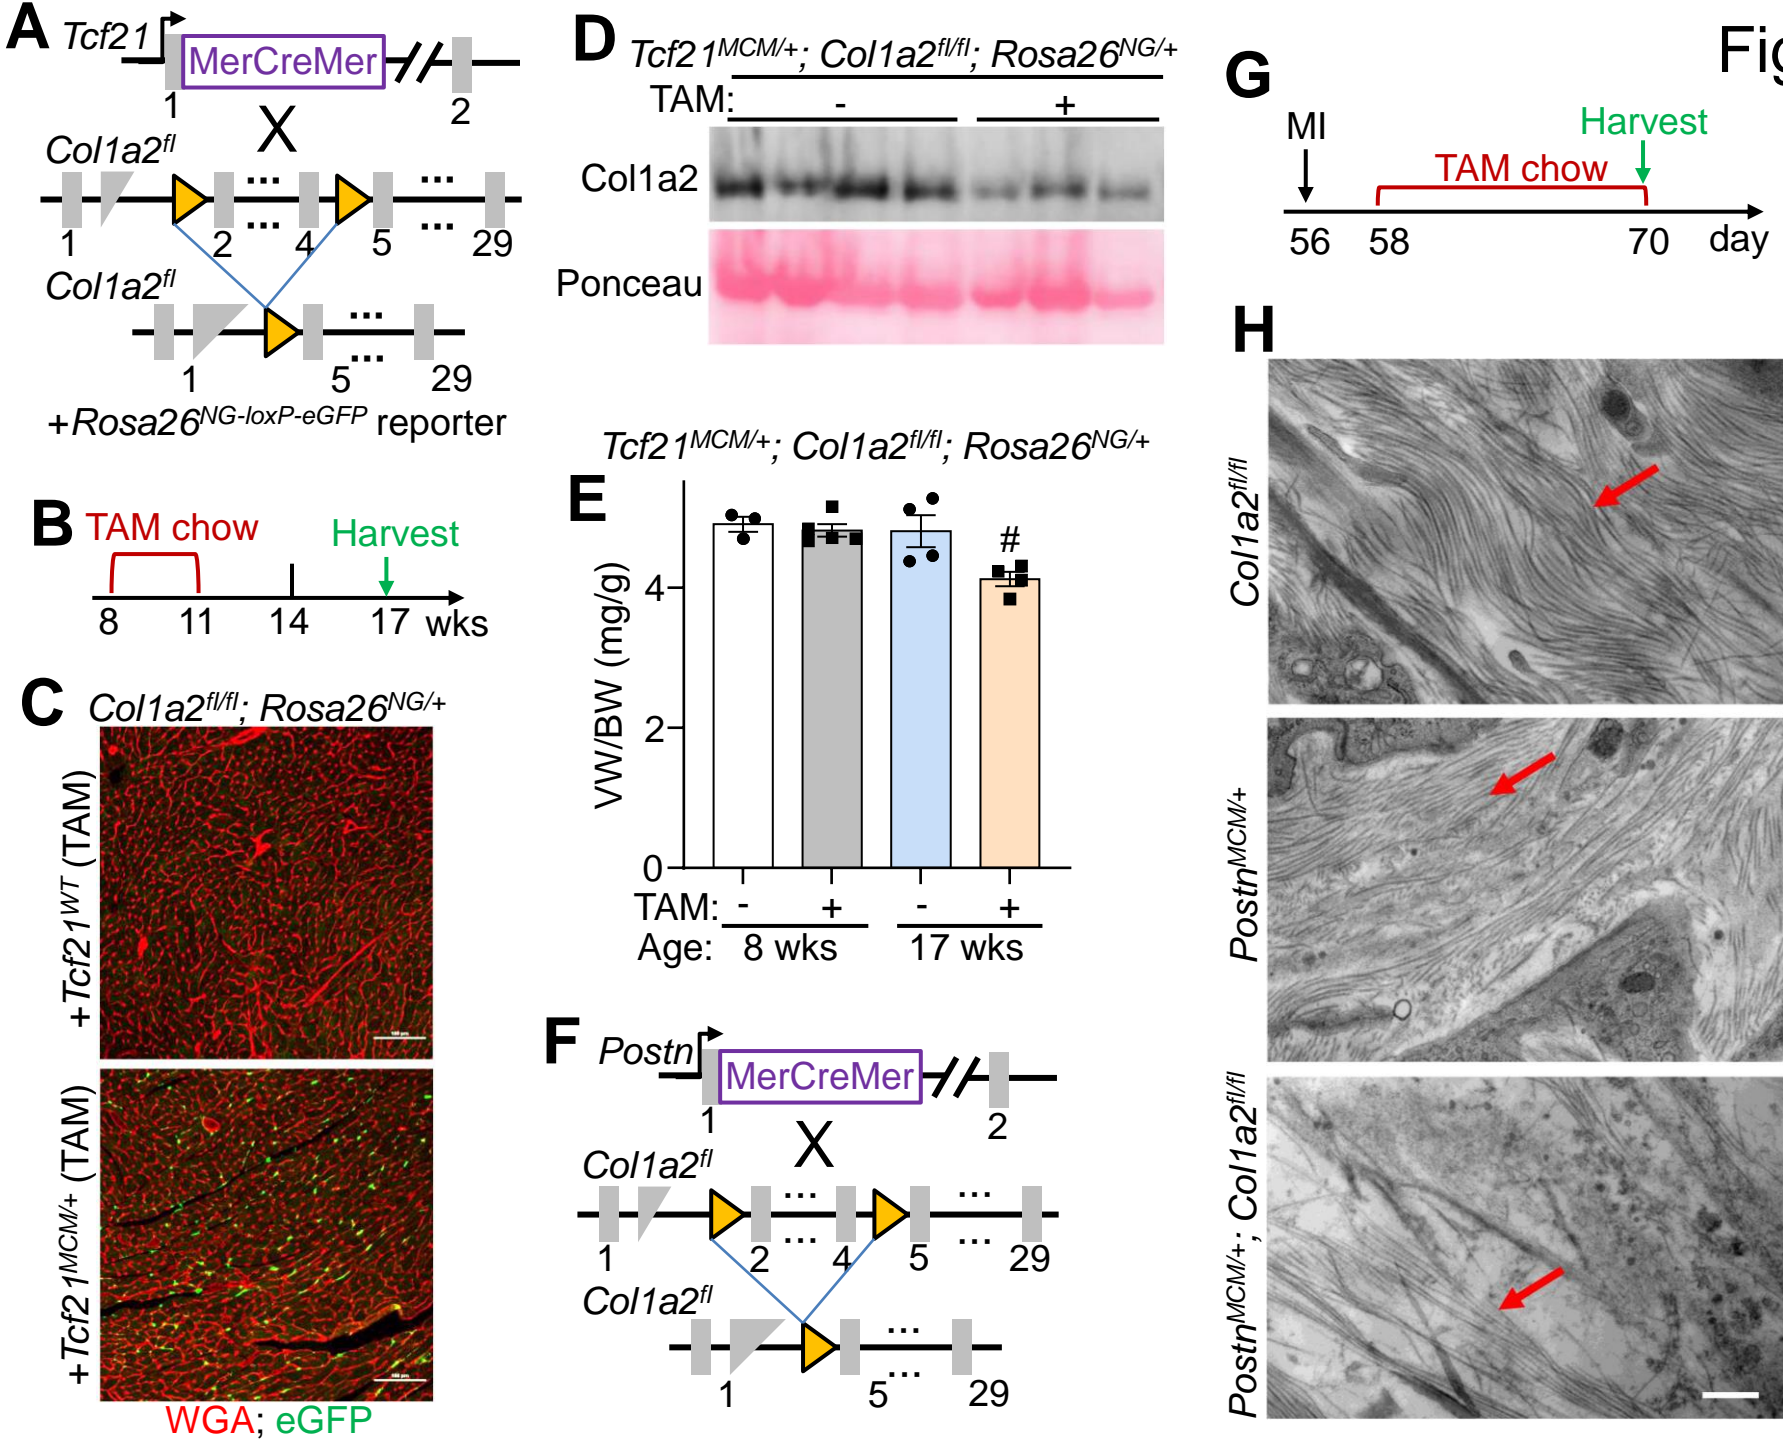 A
Tcf21
MerCreMer
1
2
X
Col1a2fl
...
...
...
...
1
2
4
5
29
Col1a2fl
...
...
1
5
29
+Rosa26NG-loxP-eGFP reporter
B
TAM chow
Harvest
8
11
14
17
wks
C
Col1a2fl/fl; Rosa26NG/+
+Tcf21WT (TAM)
+Tcf21MCM/+ (TAM)
WGA; eGFP
D
Tcf21MCM/+; Col1a2fl/fl; Rosa26NG/+
TAM:
-
+
Col1a2
Ponceau
E
Tcf21MCM/+; Col1a2fl/fl; Rosa26NG/+
VW/BW (mg/g)
4
2
0
#
TAM:
-
+
-
+
Age:
8 wks
17 wks
F
Postn
MerCreMer
1
2
X
Col1a2fl
...
...
...
...
1
2
4
5
29
Col1a2fl
...
...
1
5
29
Fig
G
MI
Harvest
TAM chow
56
58
70
day
H
Col1a2fl/fl
PostnMCM/+
PostnMCM/+; Col1a2fl/fl